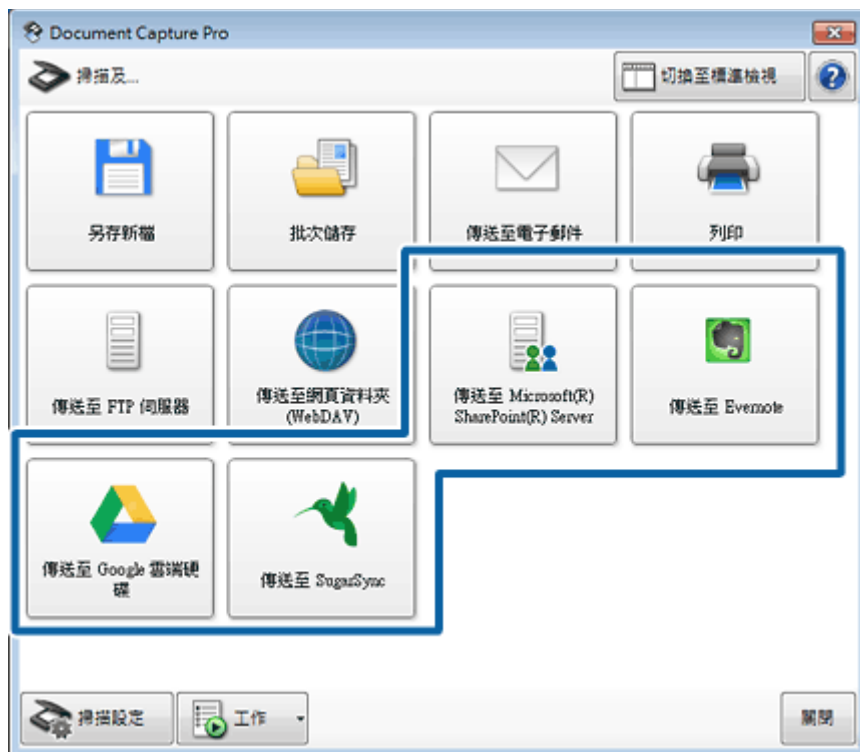 Document Capture Pro
掃描及...
切換至標準檢視
另存新檔
批次儲存
傳送至電子郵件
列印
傳送至 FTP 伺服器
傳送至網頁資料夾
(WebDAV)
傳送至 Microsoft(R)
SharePoint(R) Server
傳送至 Evernote
傳送至 Google 雲端硬
碟
傳送至 SugarSync
掃描設定
工作
關閉